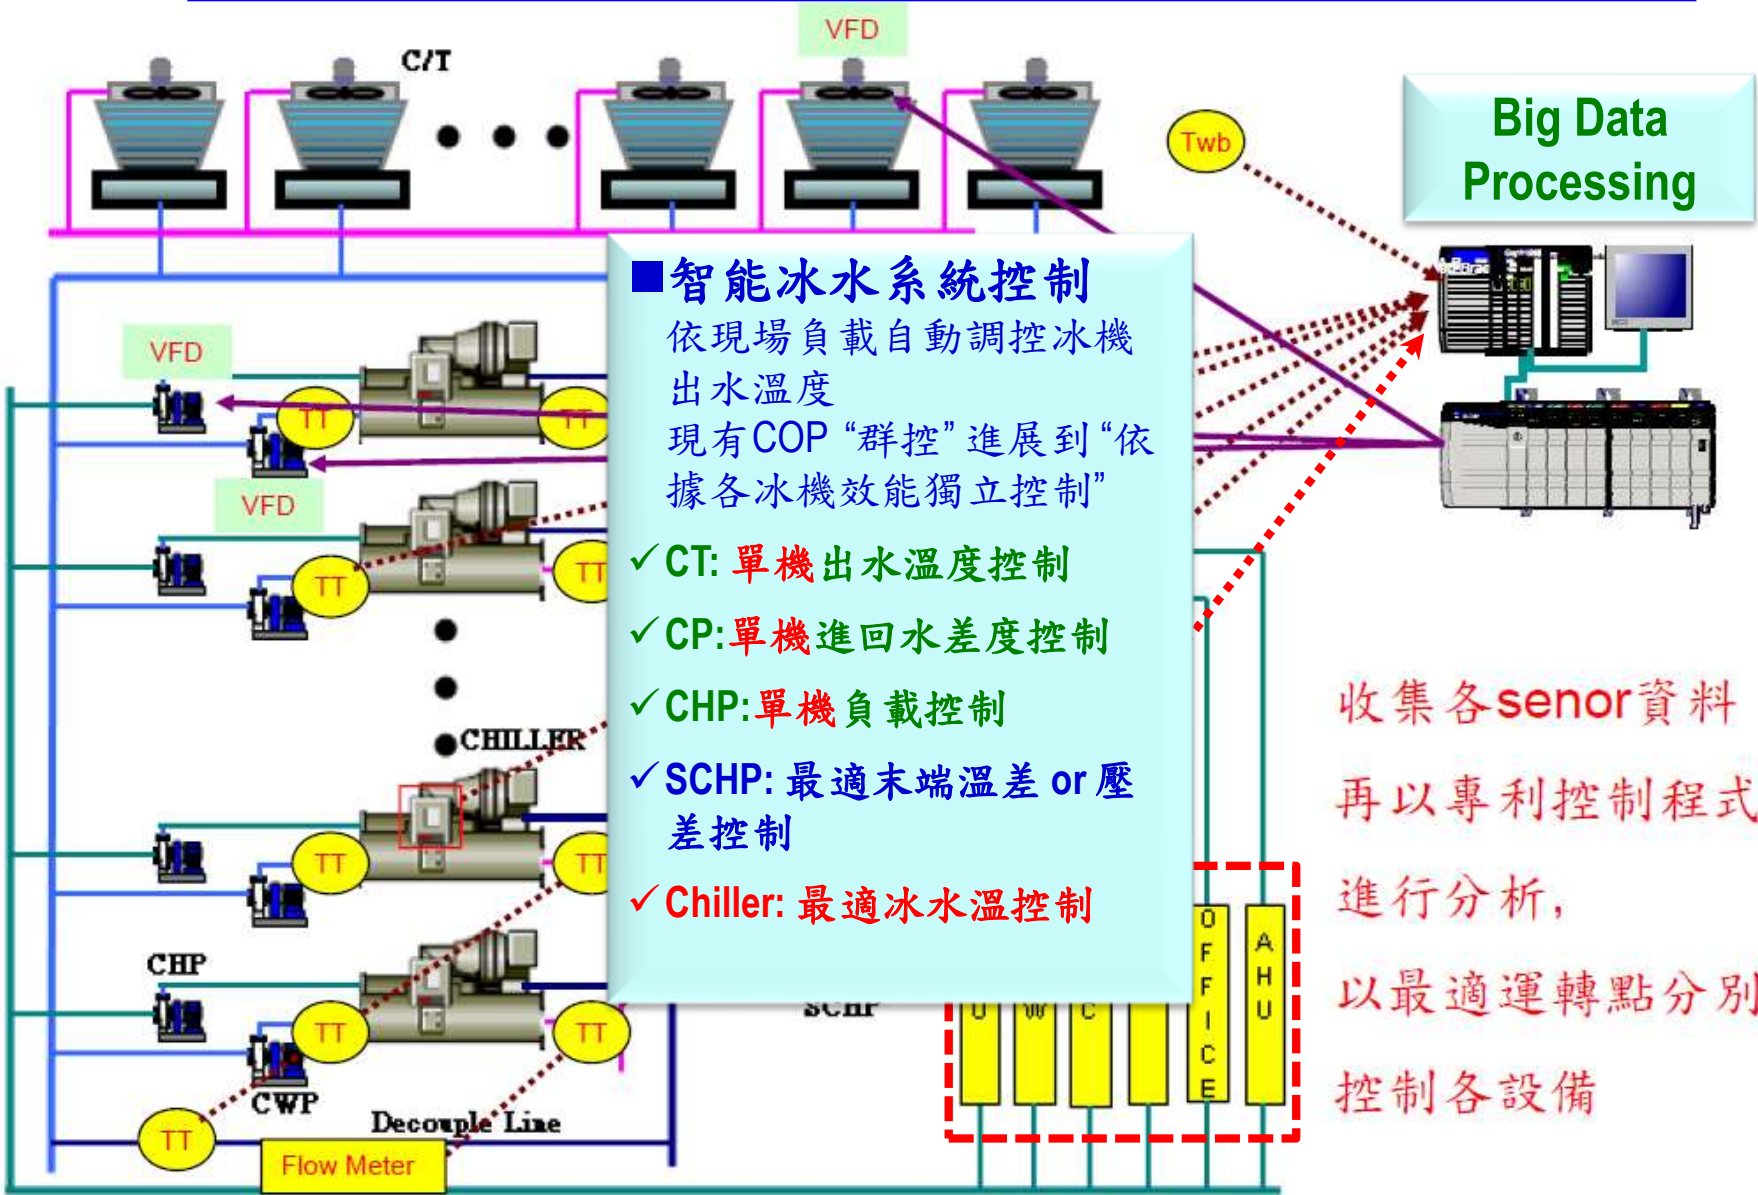 VFD
C/T
Twb
Big Data
Processing
■智能冰水系統控制
依現場負載自動調控冰機
出水溫度
現有COP “群控” 進展到 “依
據各冰機效能獨立控制”
✓CT: 單機出水溫度控制
✓CP:單機進回水差度控制
✓CHP:單機負載控制
✓SCHP: 最適末端溫差 or 壓
差控制
✓Chiller: 最適冰水溫控制
VFD
TT
TT
VFD
TT
TT
CHILLER
TT
TT
CHP
TT
TT
CWP
Decouple Line
TT
Flow Meter
SCHP
U
W
C
OFFICE
AHU
收集各senor資料
再以專利控制程式
進行分析,
以最適運轉點分別
控制各設備